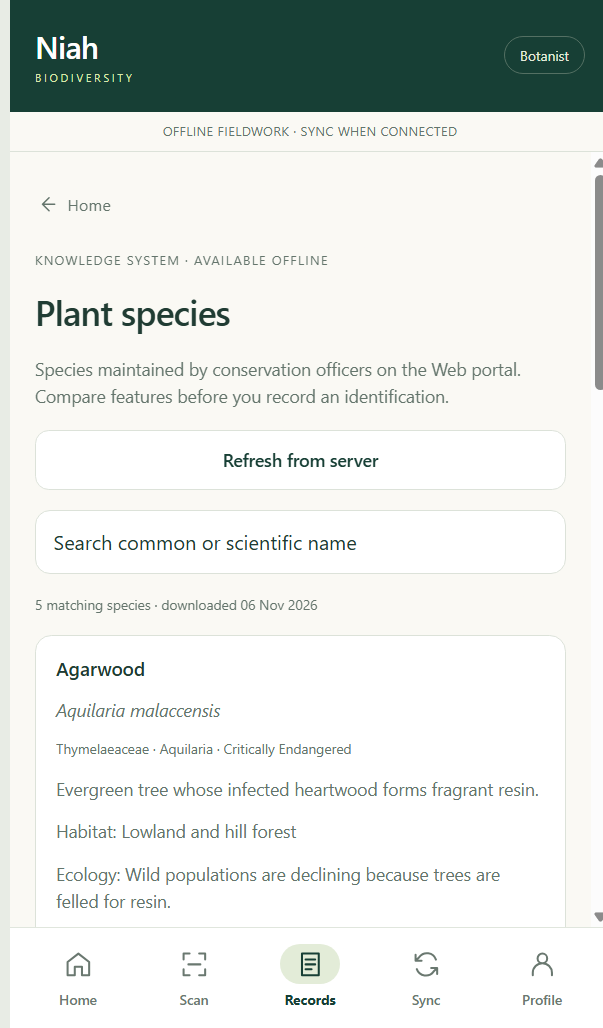 Niah
BIODIVERSITY
Botanist
OFFLINE FIELDWORK · SYNC WHEN CONNECTED
Home
KNOWLEDGE SYSTEM · AVAILABLE OFFLINE
Plant species
Species maintained by conservation officers on the Web portal.
Compare features before you record an identification.
Refresh from server
Search common or scientific name
5 matching species · downloaded 06 Nov 2026
Agarwood
Aquilaria malaccensis
Thymelaeaceae · Aquilaria · Critically Endangered
Evergreen tree whose infected heartwood forms fragrant resin.
Habitat: Lowland and hill forest
Ecology: Wild populations are declining because trees are
felled for resin.
Home
Scan
Records
Sync
Profile